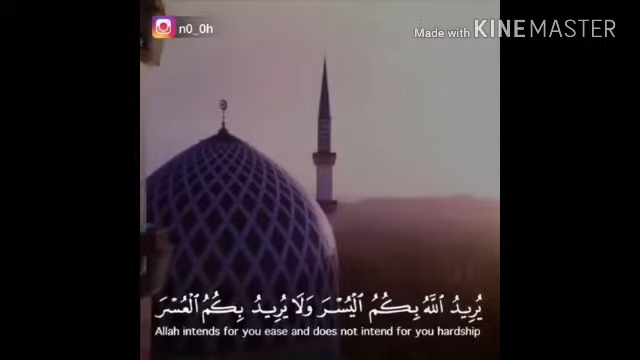 n0_0h
Made with KINEMASTER
يُرِيدُ ٱللَّهُ بِكُمُ ٱلْيُسْرَ وَلَا يُرِيدُ بِكُمُ ٱلْعُسْرَ
Allah intends for you ease and does not intend for you hardship